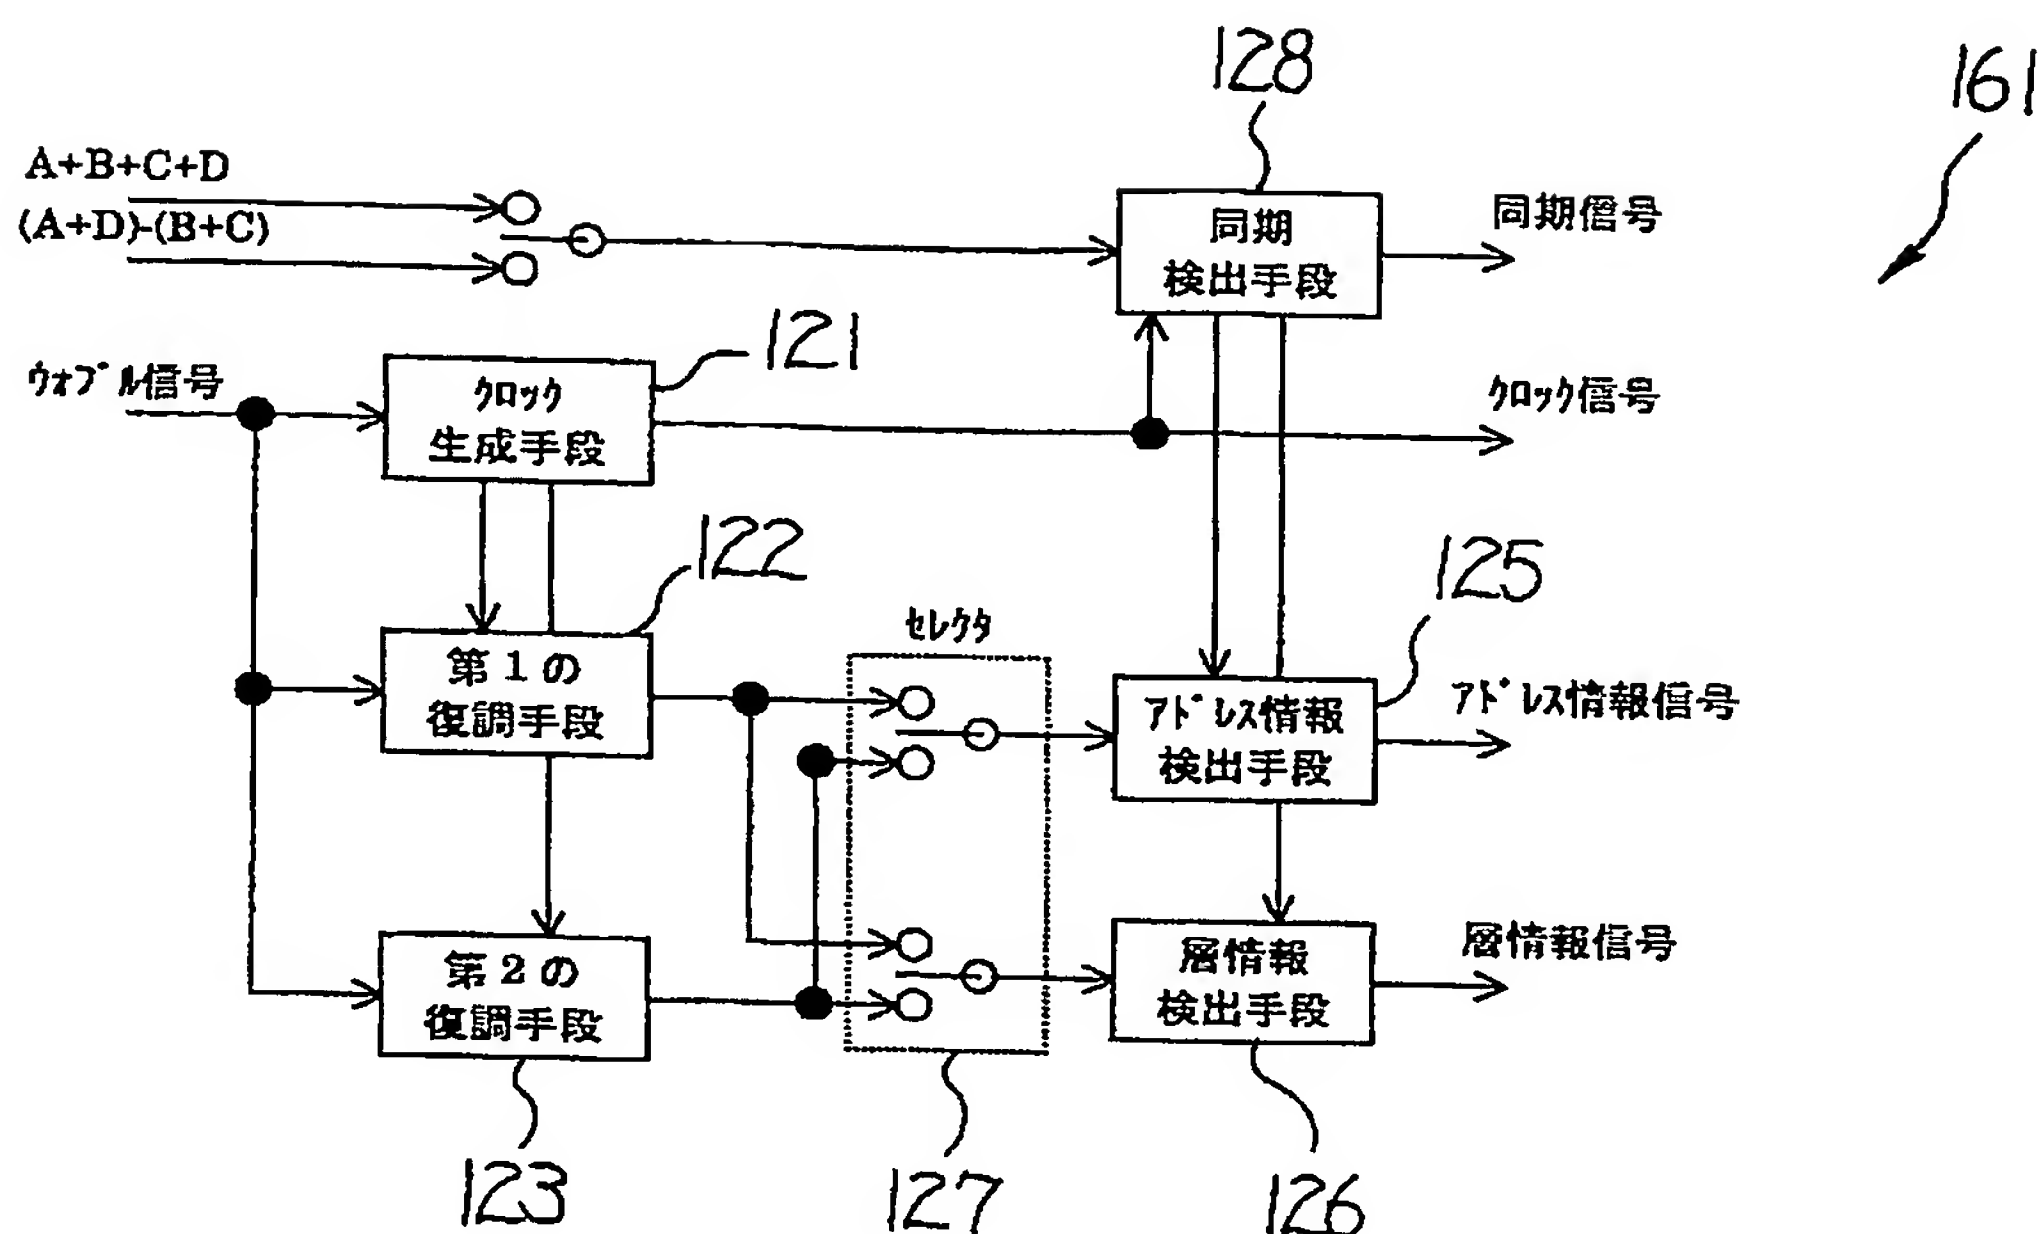 128
161
A+B+C+D
(A+D)-(B+C)
同期
検出手段
同期信号
121
ウォブル信号
クロック
生成手段
クロック信号
122
125
セレクタ
第1の
復調手段
アドレス情報
検出手段
アドレス情報信号
第2の
復調手段
層情報
検出手段
層情報信号
123
127
126